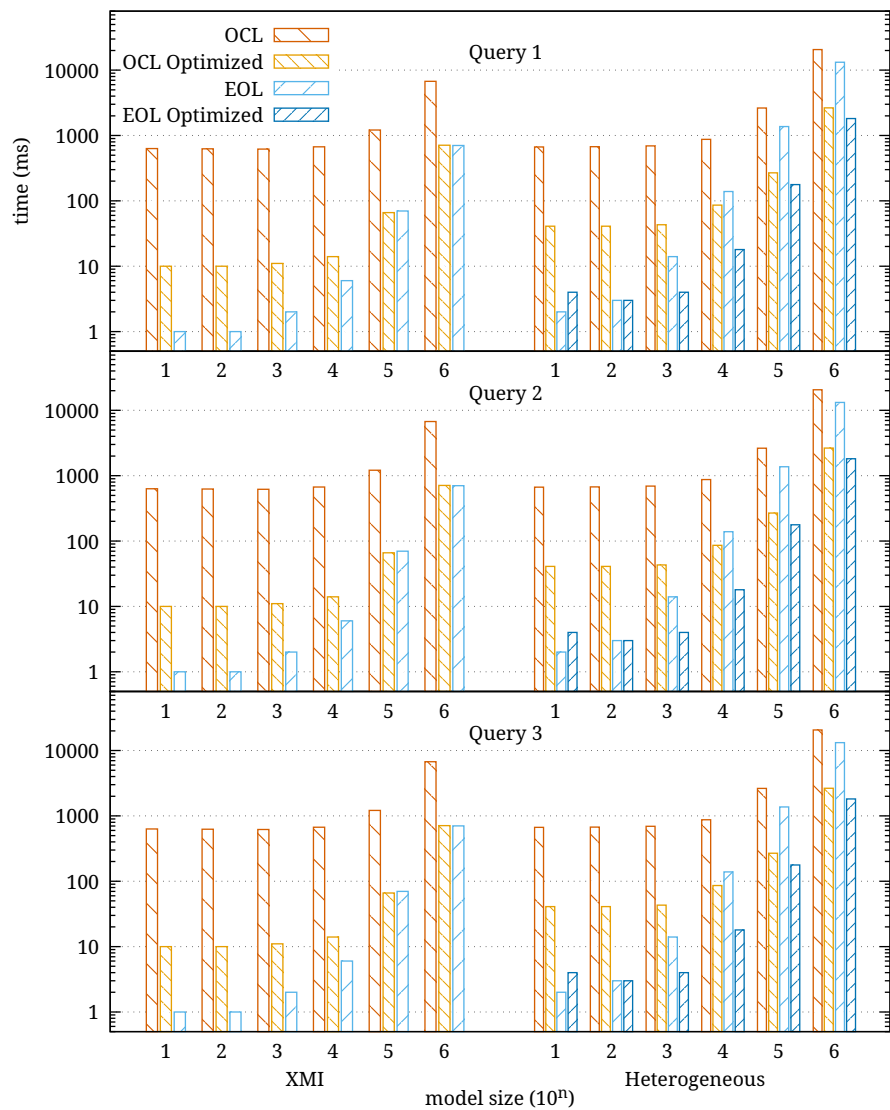 OCL
Query 1
OCL Optimized
EOL
EOL Optimized
time (ms)
10000
1000
100
10
1
1 2 3 4 5 6 1 2 3 4 5 6
Query 2
10000
1000
100
10
1
1 2 3 4 5 6 1 2 3 4 5 6
Query 3
10000
1000
100
10
1
1 2 3 4 5 6 1 2 3 4 5 6
XMI Heterogeneous
model size (10ⁿ)